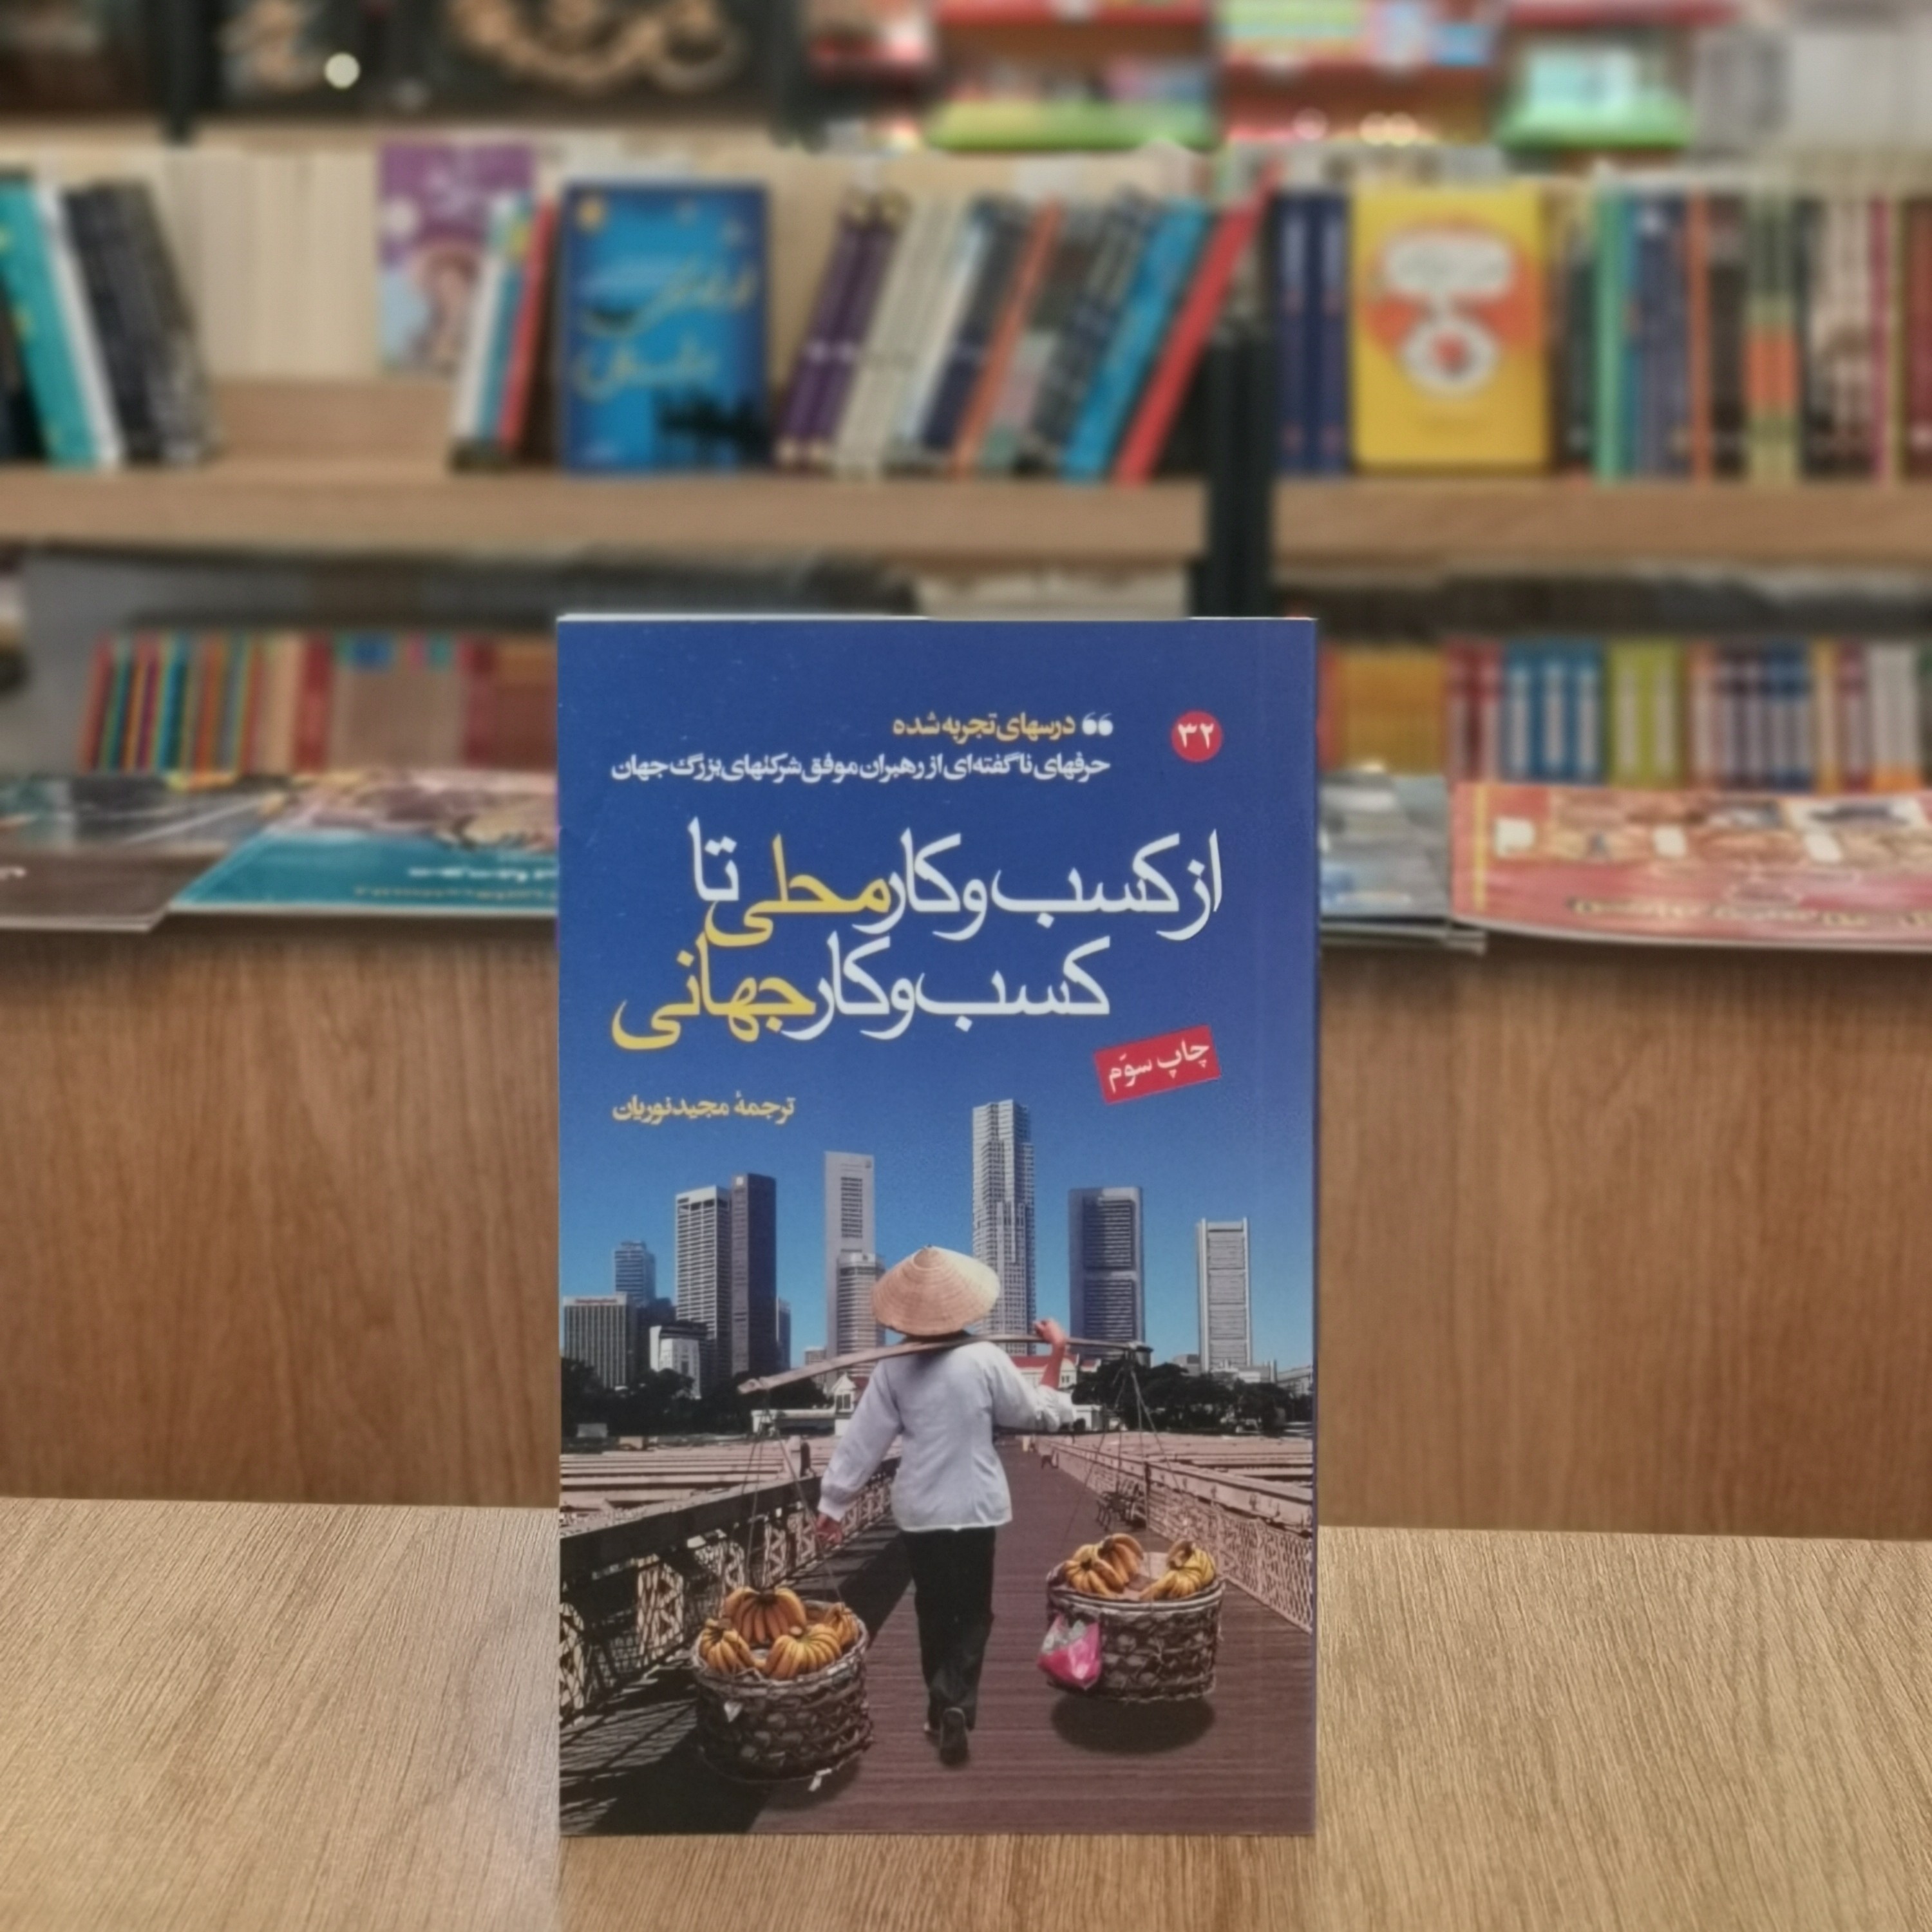 ۳۲
درسهای تجربه شده
حرفهای ناگفته‌ای از رهبران موفق شرکتهای بزرگ جهان
از کسب و کار محلی تا
کسب و کار جهانی
چاپ سوّم
ترجمهٔ مجید نوریان